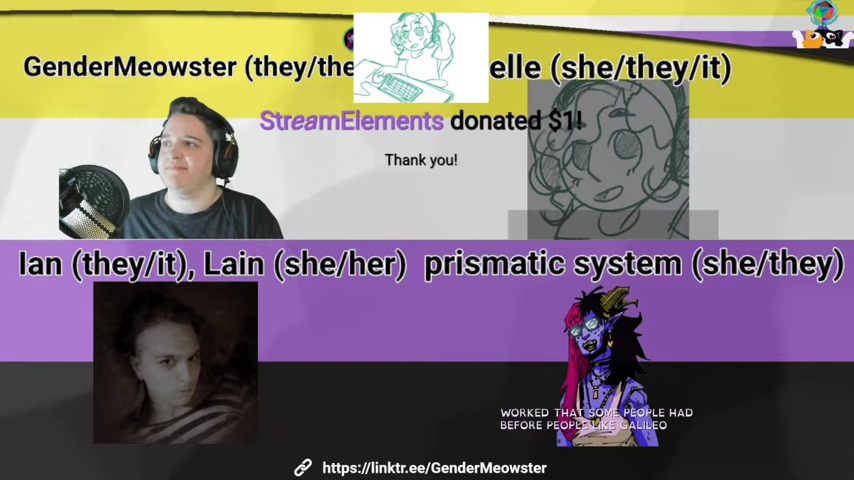 GenderMeowster (they/the
elle (she/they/it)
StreamElements donated $1!
Thank you!
Ian (they/it), Lain (she/her)
prismatic system (she/they)
WORKED THAT SOME PEOPLE HAD
BEFORE PEOPLE LIKE GALILEO
https://linktr.ee/GenderMeowster